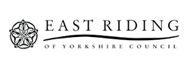 EAST RIDING
OF YORKSHIRE COUNCIL